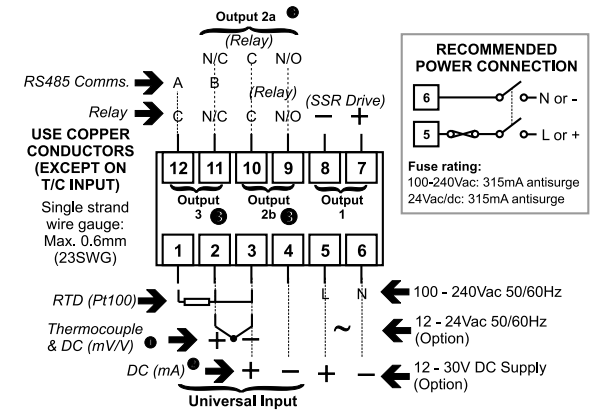 Output 2a ❸
(Relay)
N/C C N/O
RS485 Comms. A B
(Relay)
(SSR Drive)
Relay C N/C C N/O − +
USE COPPER
CONDUCTORS
(EXCEPT ON
T/C INPUT)
Single strand
wire gauge:
Max. 0.6mm
(23SWG)
12 11 10 9 8 7
Output
3 ❸
Output
2b ❸
Output
1
1 2 3 4 5 6
RTD (Pt100)
L N
100 - 240Vac 50/60Hz
Thermocouple
& DC (mV/V) ❶ + −
~
12 - 24Vac 50/60Hz
(Option)
DC (mA) + − + −
12 - 30V DC Supply
(Option)
Universal Input
RECOMMENDED
POWER CONNECTION
6 N or -
5 L or +
Fuse rating:
100-240Vac: 315mA antisurge
24Vac/dc: 315mA antisurge